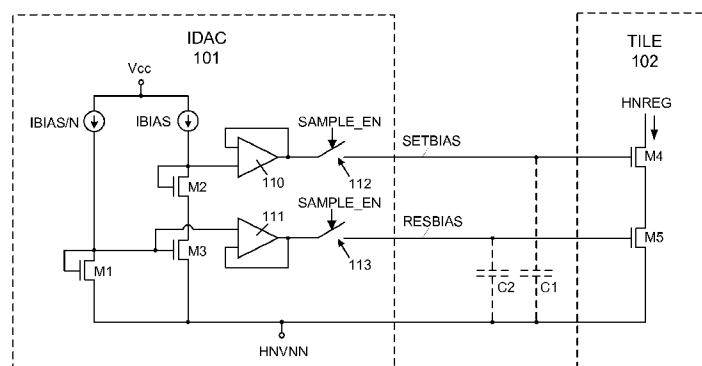 IDAC
101
TILE
102
Vcc
HNREG
IBIAS/N
IBIAS
SAMPLE_EN
SETBIAS
M4
110
112
M2
SAMPLE_EN
111
RESBIAS
M5
M3
M1
113
C2
C1
HNVNN